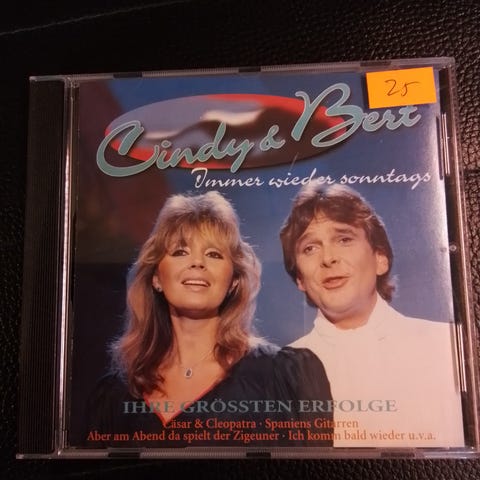 25
Cindy & Bert
Immer wieder sonntags
IHRE GRÖSSTEN ERFOLGE
Cäsar & Cleopatra · Spaniens Gitarren
Aber am Abend da spielt der Zigeuner · Ich komm bald wieder u.v.a.